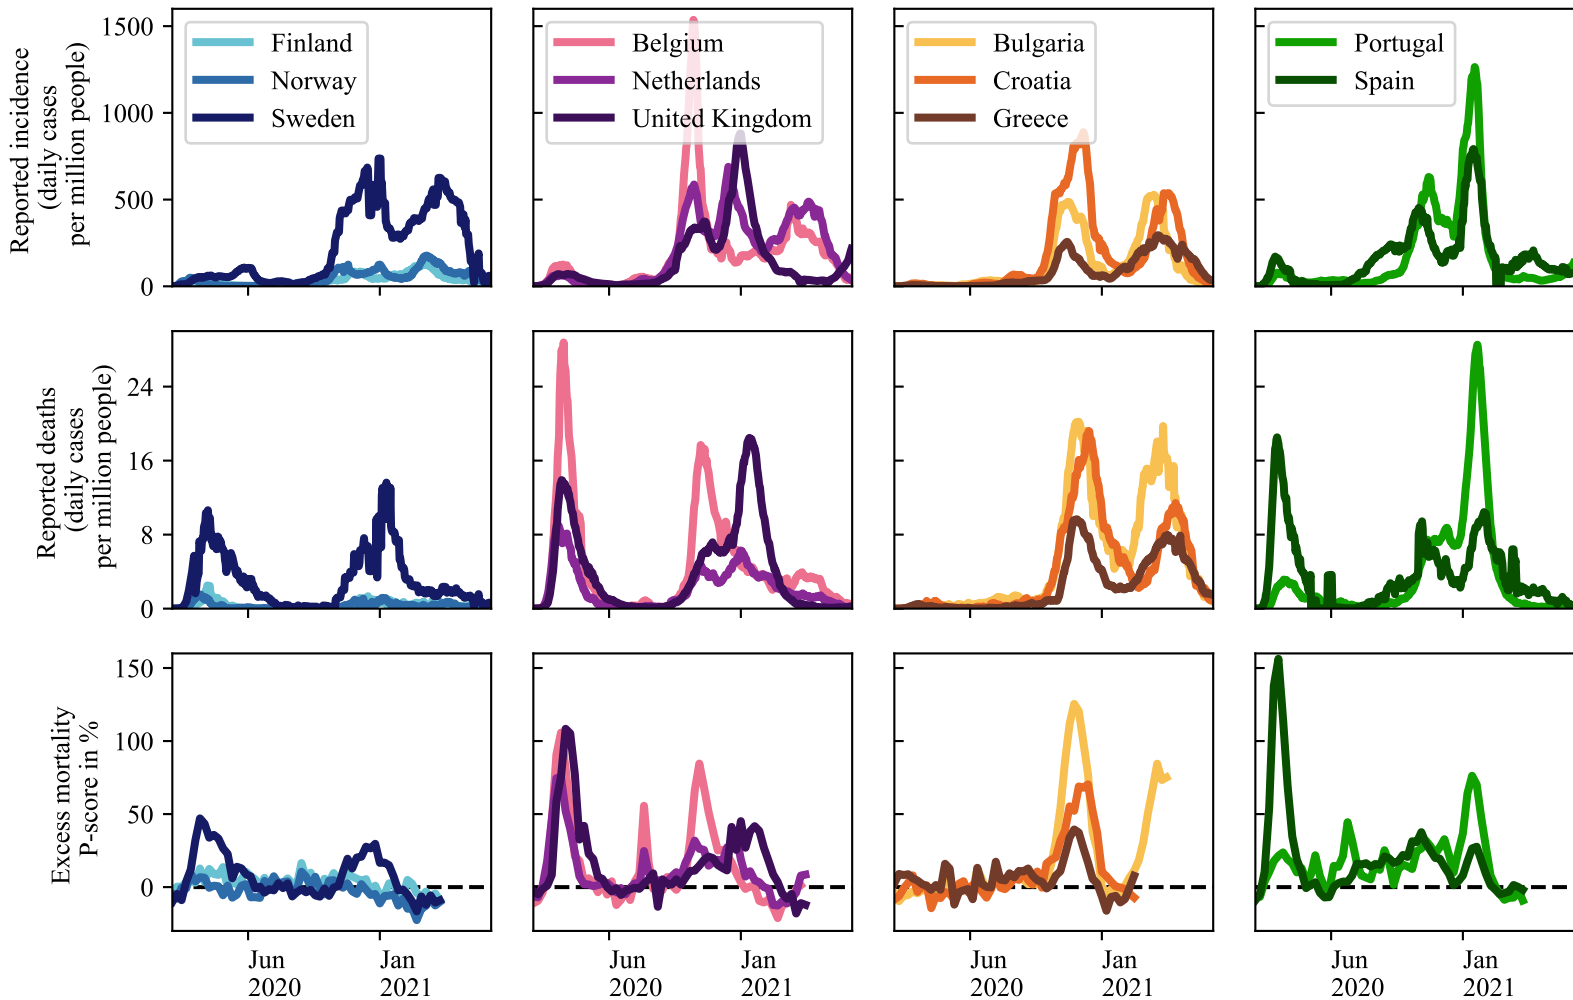 Reported incidence
(daily cases
per million people)
1500
1000
500
0
Finland
Norway
Sweden
Belgium
Netherlands
United Kingdom
Bulgaria
Croatia
Greece
Portugal
Spain
Reported deaths
(daily cases
per million people)
24
16
8
0
Excess mortality
P-score in %
150
100
50
0
Jun
2020
Jan
2021
Jun
2020
Jan
2021
Jun
2020
Jan
2021
Jun
2020
Jan
2021